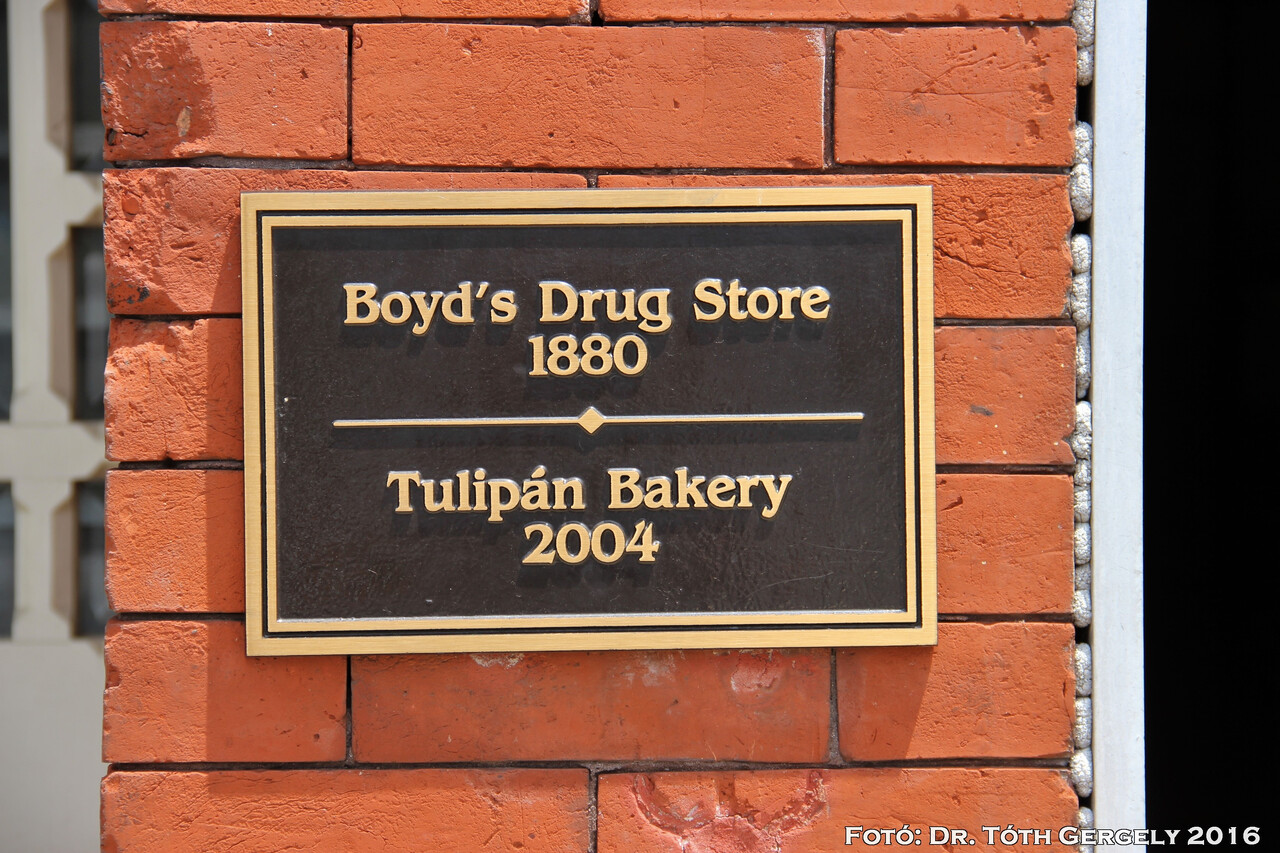 Boyd's Drug Store
1880
Tulipán Bakery
2004
Fotó: Dr. Tóth Gergely 2016